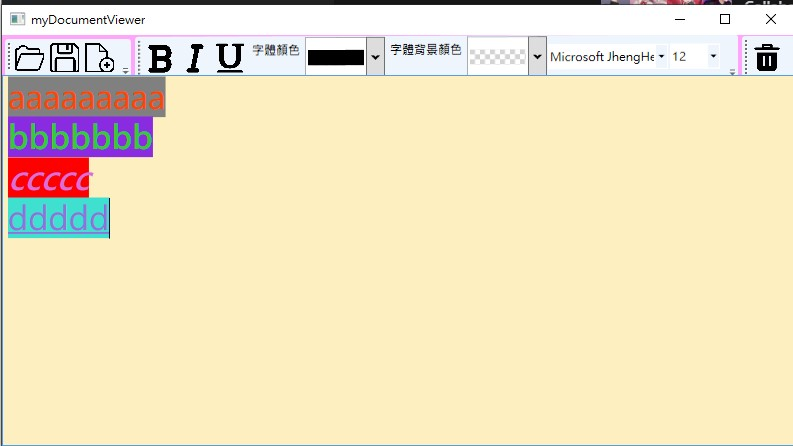 myDocumentViewer
B I U 字體顏色 字體背景顏色 Microsoft JhengHe 12
aaaaaaaaa
bbbbbbb
ccccc
ddddd